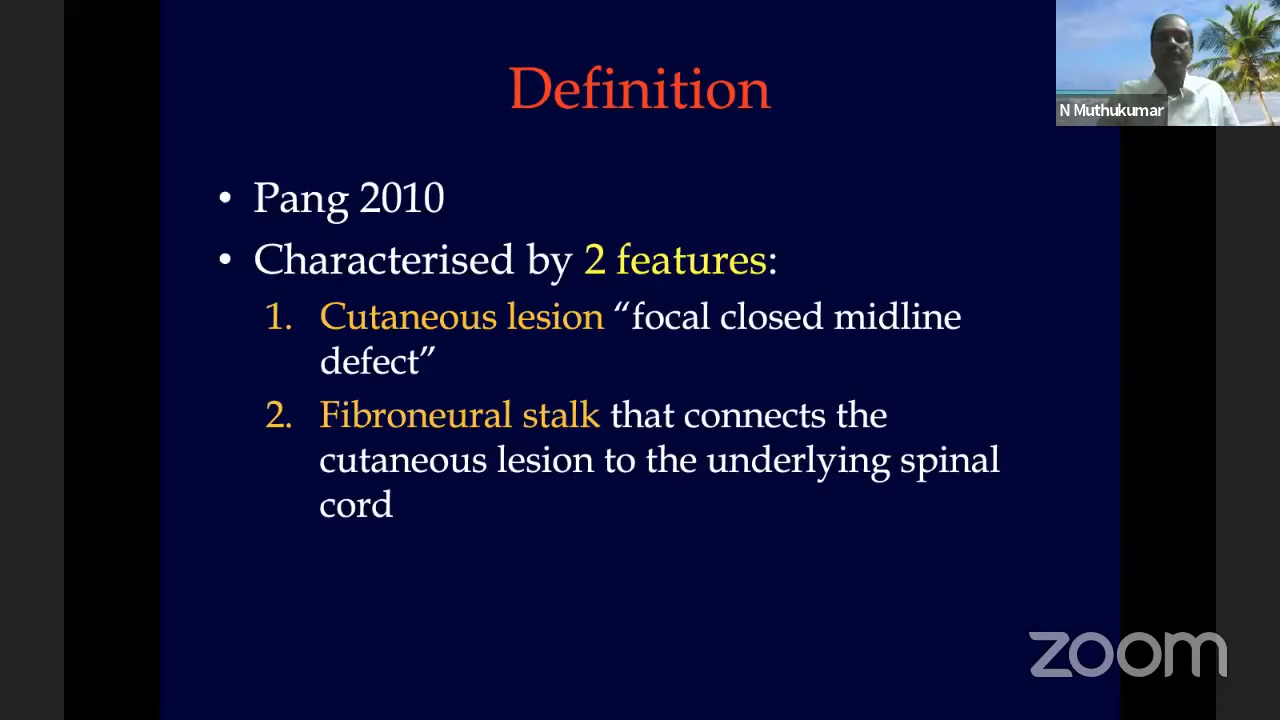 Definition
N Muthukumar
• Pang 2010
• Characterised by 2 features:
1. Cutaneous lesion “focal closed midline
defect”
2. Fibroneural stalk that connects the
cutaneous lesion to the underlying spinal
cord
zoom